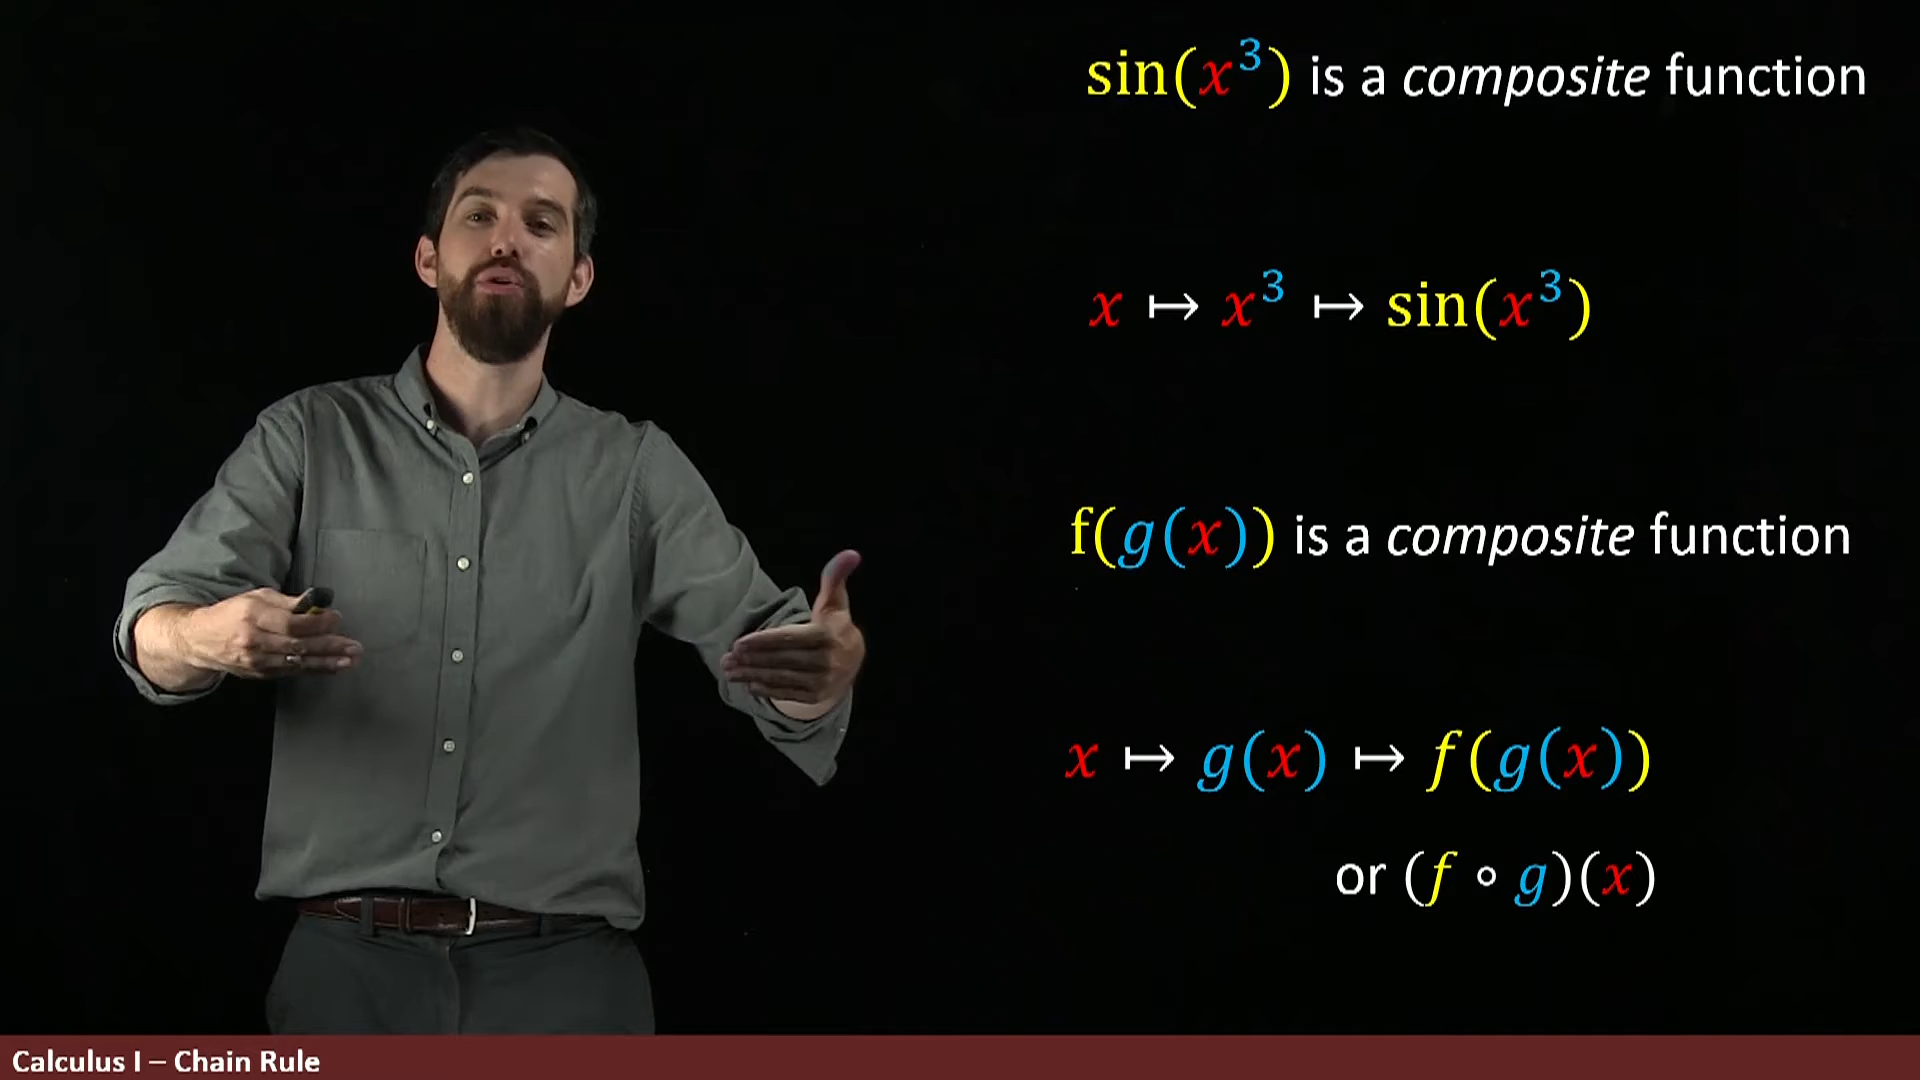 sin(x³) is a composite function
x ↦ x³ ↦ sin(x³)
f(g(x)) is a composite function
x ↦ g(x) ↦ f(g(x))
or (f ∘ g)(x)
Calculus I – Chain Rule